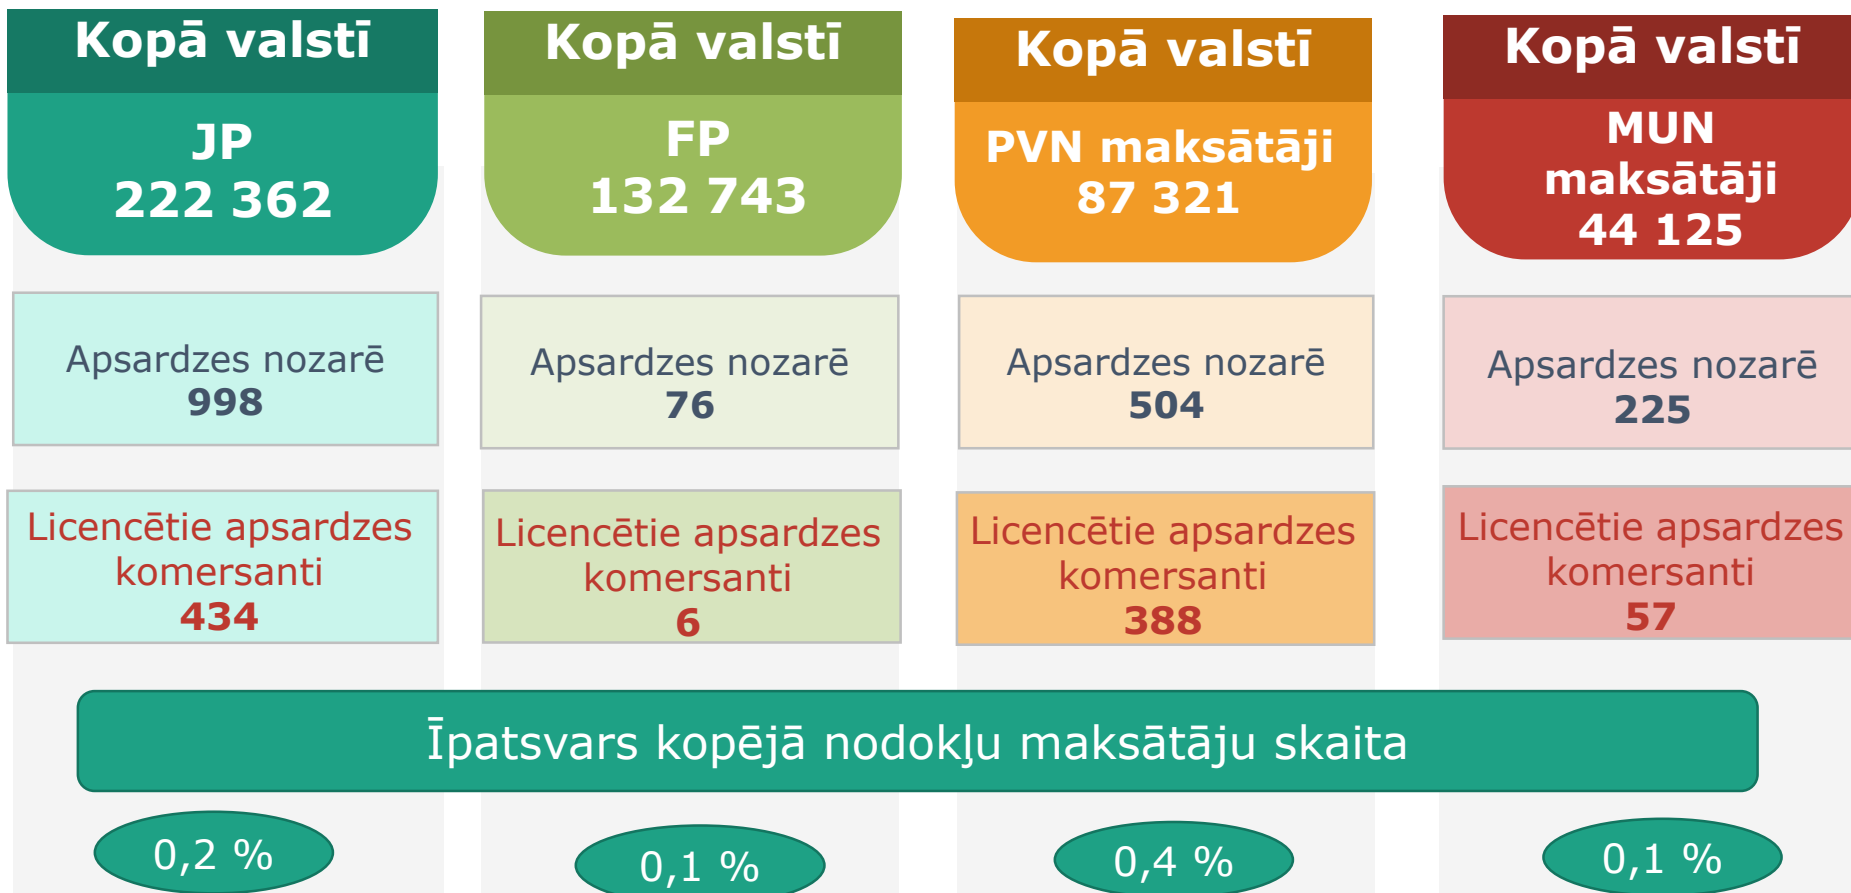 Kopā valstī
JP
222 362
Apsardzes nozarē
998
Licencētie apsardzes
komersanti
434
Kopā valstī
FP
132 743
Apsardzes nozarē
76
Licencētie apsardzes
komersanti
6
Kopā valstī
PVN maksātāji
87 321
Apsardzes nozarē
504
Licencētie apsardzes
komersanti
388
Kopā valstī
MUN
maksātāji
44 125
Apsardzes nozarē
225
Licencētie apsardzes
komersanti
57
Īpatsvars kopējā nodokļu maksātāju skaita
0,2 %
0,1 %
0,4 %
0,1 %